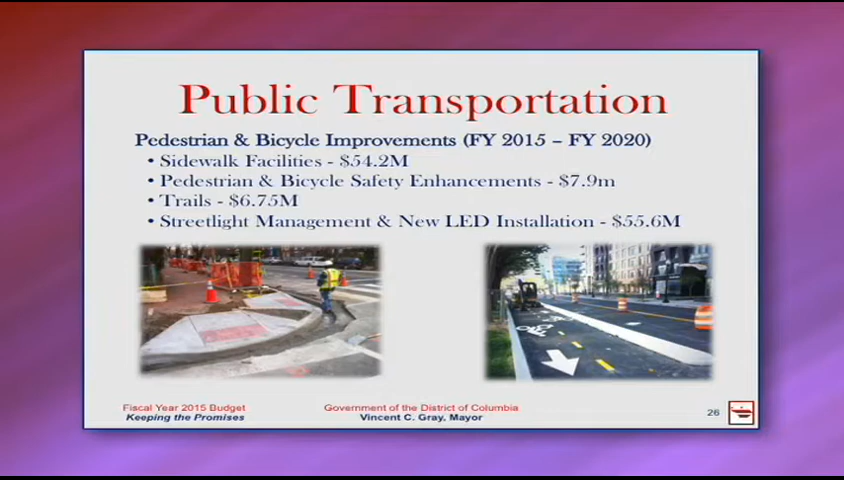 Public Transportation
Pedestrian & Bicycle Improvements (FY 2015 – FY 2020)
• Sidewalk Facilities - $54.2M
• Pedestrian & Bicycle Safety Enhancements - $7.9m
• Trails - $6.75M
• Streetlight Management & New LED Installation - $55.6M
Fiscal Year 2015 Budget
Keeping the Promises
Government of the District of Columbia
Vincent C. Gray, Mayor
26